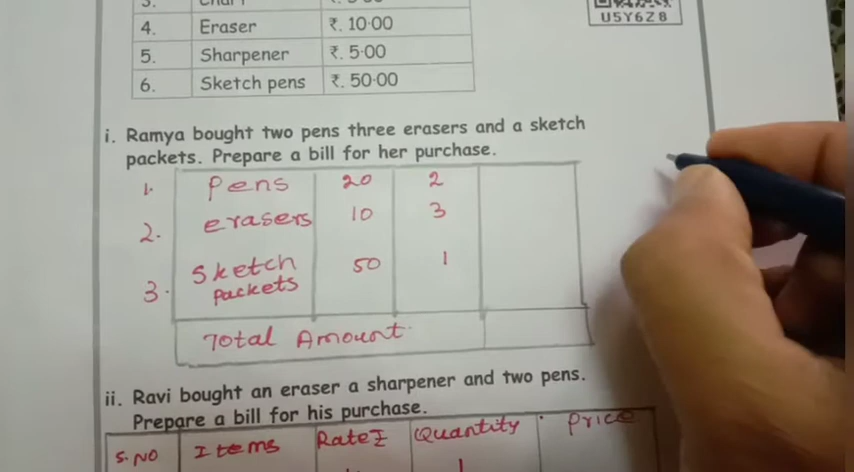 4. Eraser ₹. 10·00
5. Sharpener ₹. 5·00
6. Sketch pens ₹. 50·00
U5Y6Z8
i. Ramya bought two pens three erasers and a sketch
packets. Prepare a bill for her purchase.
1. Pens 20 2
2. erasers 10 3
3. Sketch packets 50 1
Total Amount
ii. Ravi bought an eraser a sharpener and two pens.
Prepare a bill for his purchase.
S.No Items Rate ₹ Quantity Price